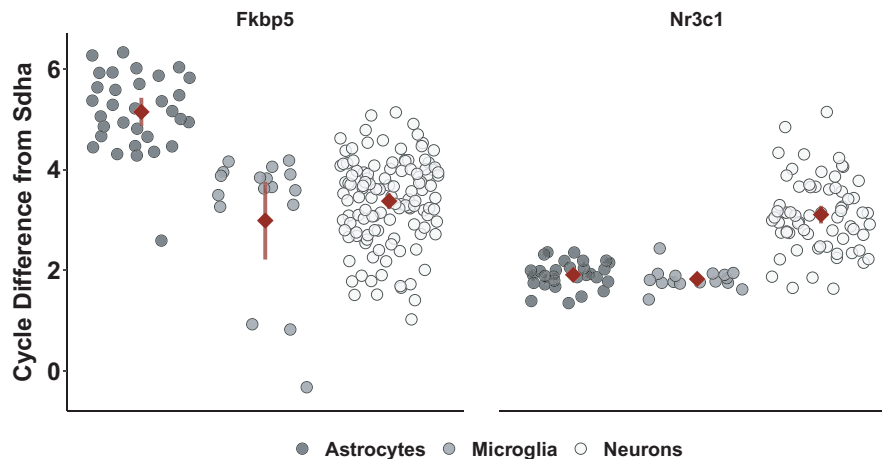 Fkbp5
Nr3c1
Cycle Difference from Sdha
6
4
2
0
Astrocytes
Microglia
Neurons